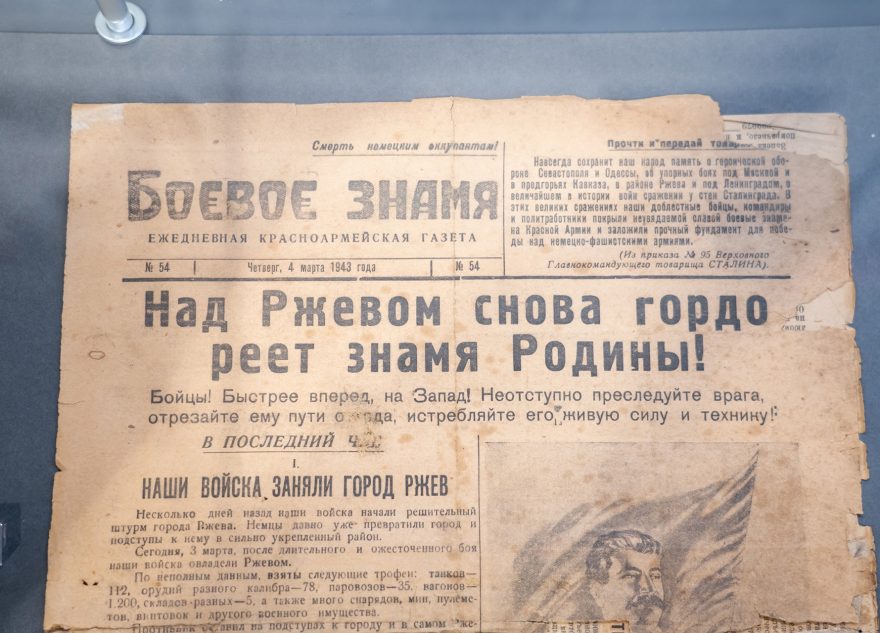 Смерть немецким оккупантам!
Боевое знамя
ЕЖЕДНЕВНАЯ КРАСНОАРМЕЙСКАЯ ГАЗЕТА
№ 54 | Четверг, 4 марта 1943 года | № 54
Прочти и передай
Навсегда сохранит наш народ память о героической обо-
роне Севастополя и Одессы, об упорных боях под Москвой и
в предгорьях Кавказа, в районе Ржева и под Ленинградом, о
величайшем в истории войн сражении у стен Сталинграда. В
этих великих сражениях наши доблестные бойцы, командиры
и политработники покрыли неувядаемой славой боевые знаме-
на Красной Армии и заложили прочный фундамент для побе-
ды над немецко-фашистскими армиями.
(Из приказа № 95 Верховного
Главнокомандующего товарища СТАЛИНА).
Над Ржевом снова гордо
реет знамя Родины!
Бойцы! Быстрее вперед, на Запад! Неотступно преследуйте врага,
отрезайте ему пути истребляйте его живую силу и технику!
В ПОСЛЕДНИЙ
I.
НАШИ ВОЙСКА ЗАНЯЛИ ГОРОД РЖЕВ
Несколько дней назад наши войска начали решительный
штурм города Ржева. Немцы давно уже превратили город и
подступы к нему в сильно укрепленный район.
Сегодня, 3 марта, после длительного и ожесточенного боя
наши войска овладели Ржевом.
По неполным данным, взяты следующие трофеи: танков—
112, орудий разного калибра—78, паровозов—35, вагонов—
1.200, складов разных—5, а также много снарядов, мин, пулеме-
тов, винтовок и другого военного имущества.
на подступах к городу и в самом Рже-